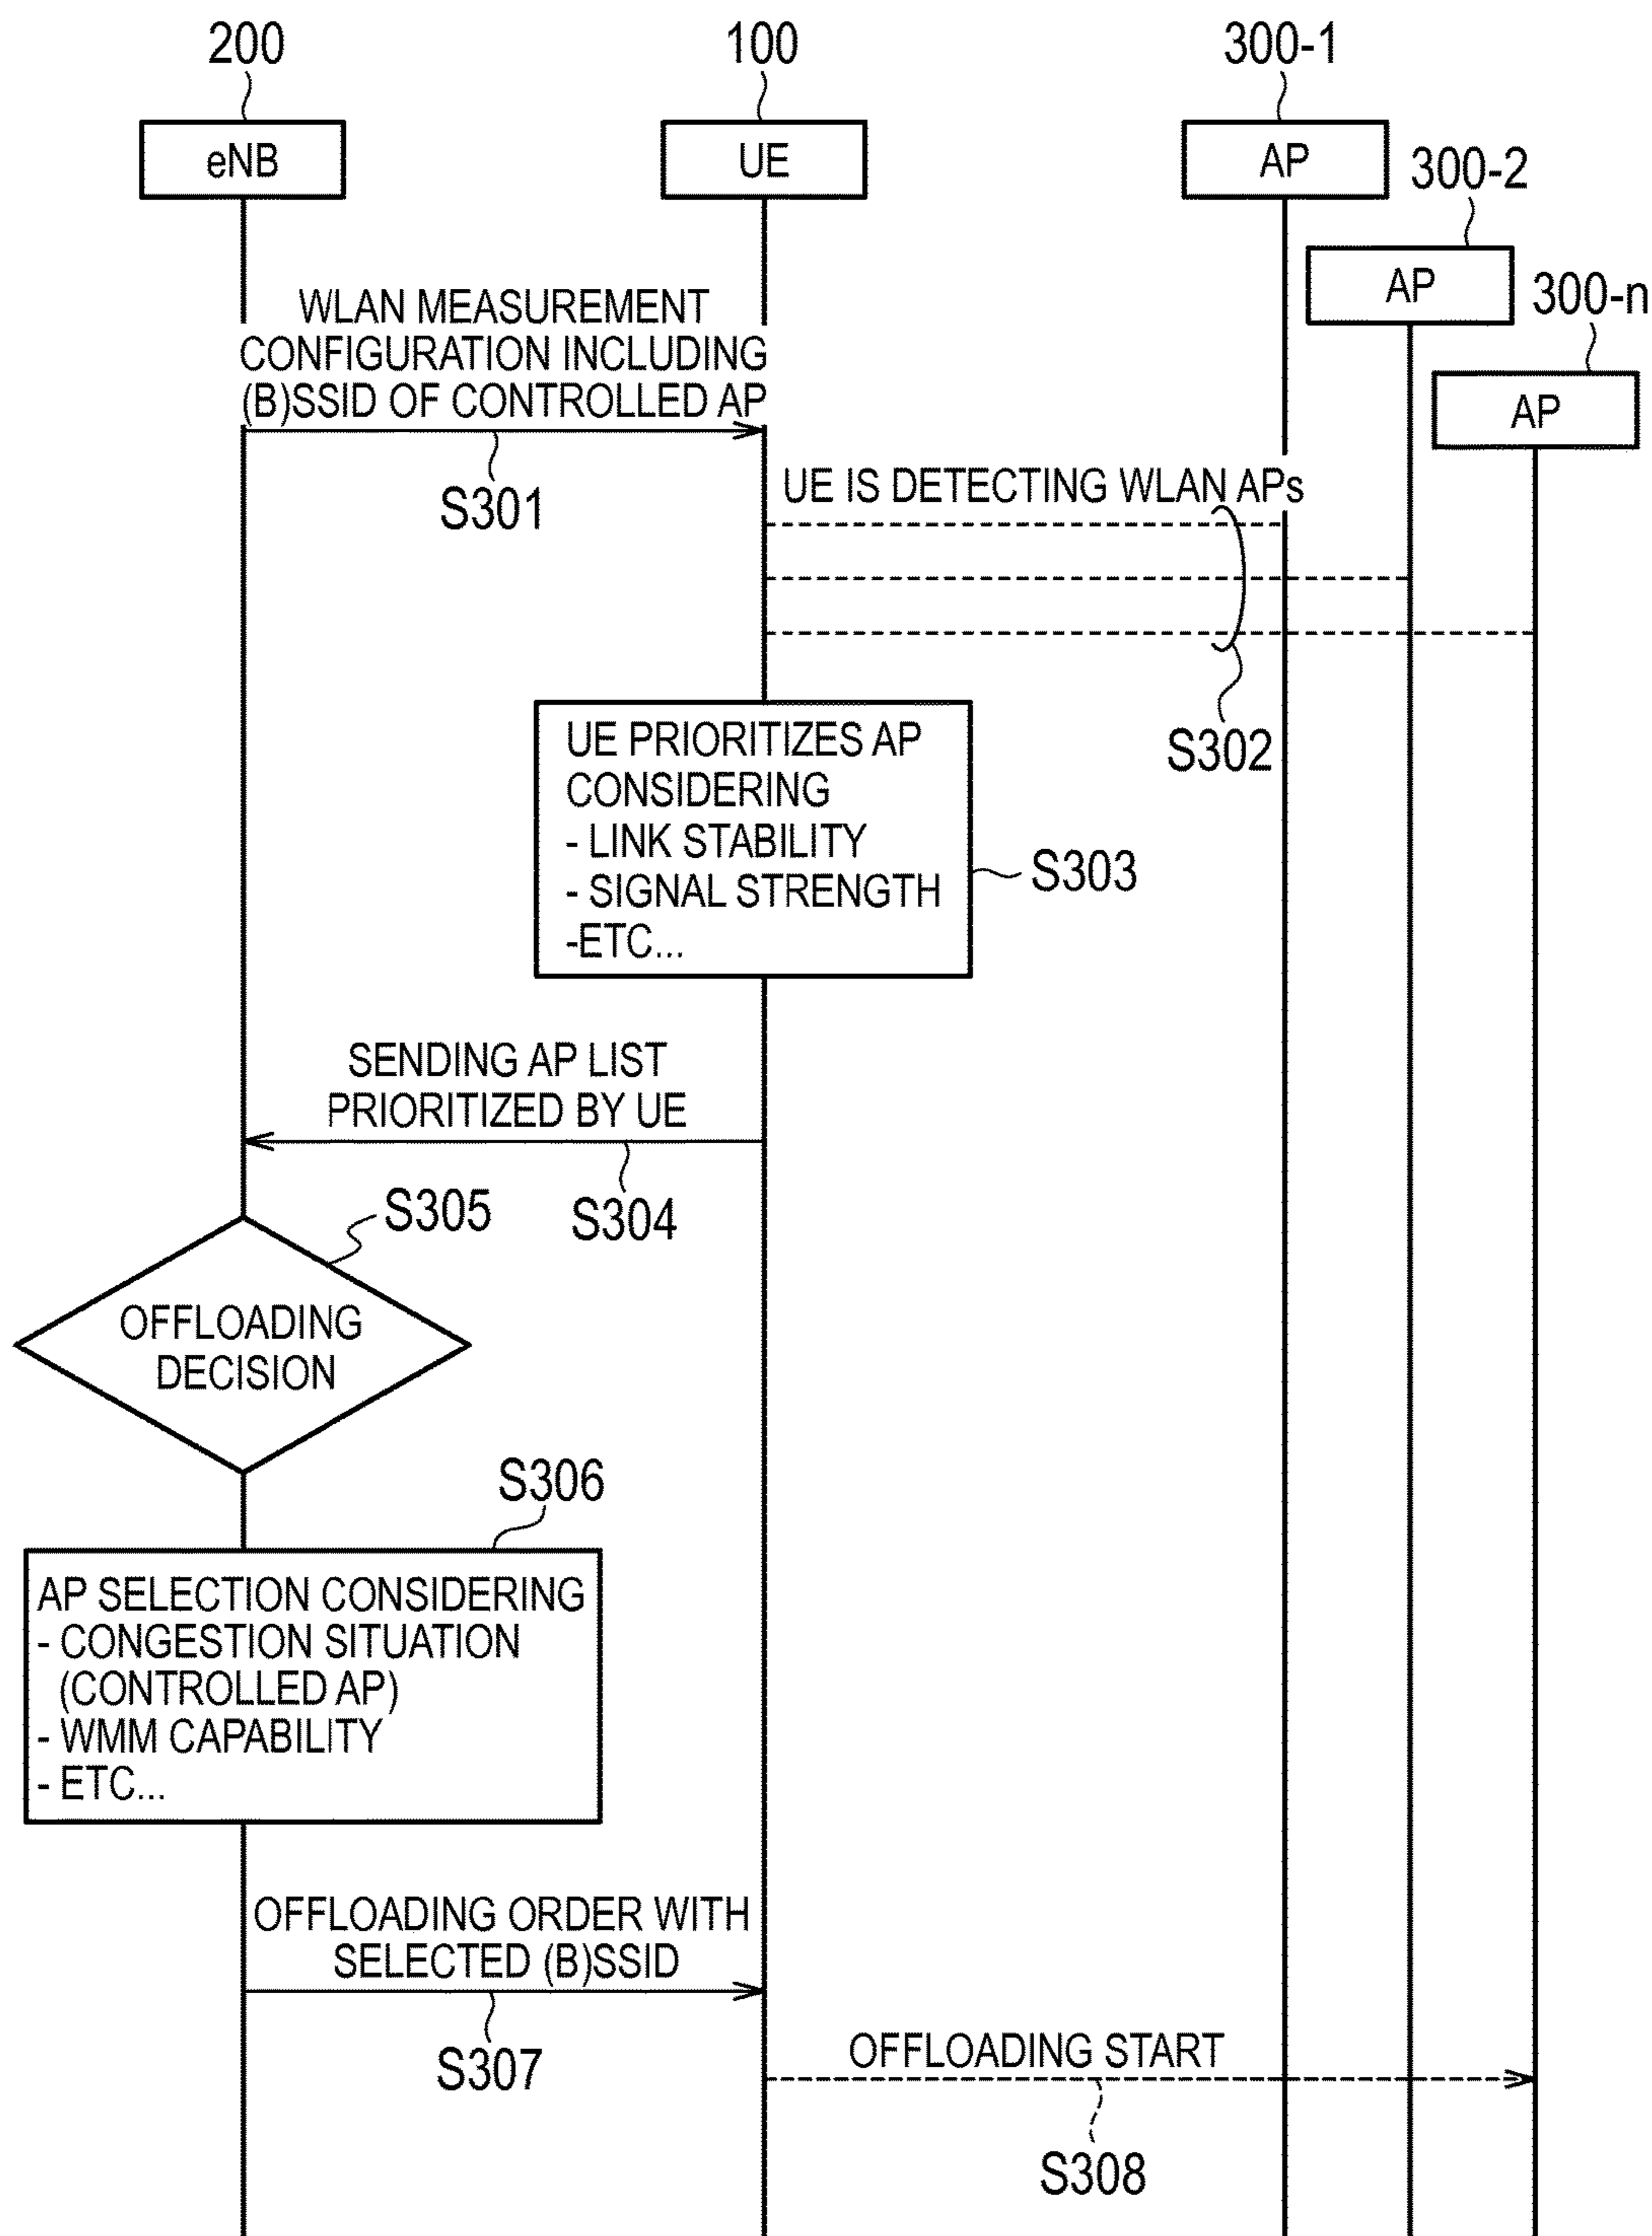 200
100
300-1
eNB
UE
AP
300-2
AP
300-n
AP
WLAN MEASUREMENT
CONFIGURATION INCLUDING
(B)SSID OF CONTROLLED AP
S301
UE IS DETECTING WLAN APs
S302
UE PRIORITIZES AP
CONSIDERING
- LINK STABILITY
- SIGNAL STRENGTH
-ETC...
S303
SENDING AP LIST
PRIORITIZED BY UE
S304
S305
OFFLOADING
DECISION
S306
AP SELECTION CONSIDERING
- CONGESTION SITUATION
(CONTROLLED AP)
- WMM CAPABILITY
- ETC...
OFFLOADING ORDER WITH
SELECTED (B)SSID
S307
OFFLOADING START
S308